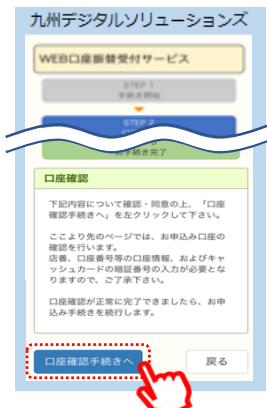 九州デジタルソリューションズ
WEB口座振替受付サービス
STEP 1
手続き開始
STEP 2
お手続き完了
口座確認
下記内容について確認・同意の上、「口座
確認手続きへ」を左クリックして下さい。
ここより先のページでは、お申込み口座の
確認を行います。
店番、口座番号等の口座情報、およびキャ
ッシュカードの暗証番号の入力が必要とな
りますので、ご了承下さい。
口座確認が正常に完了できましたら、お申
込み手続きを続行します。
口座確認手続きへ
戻る